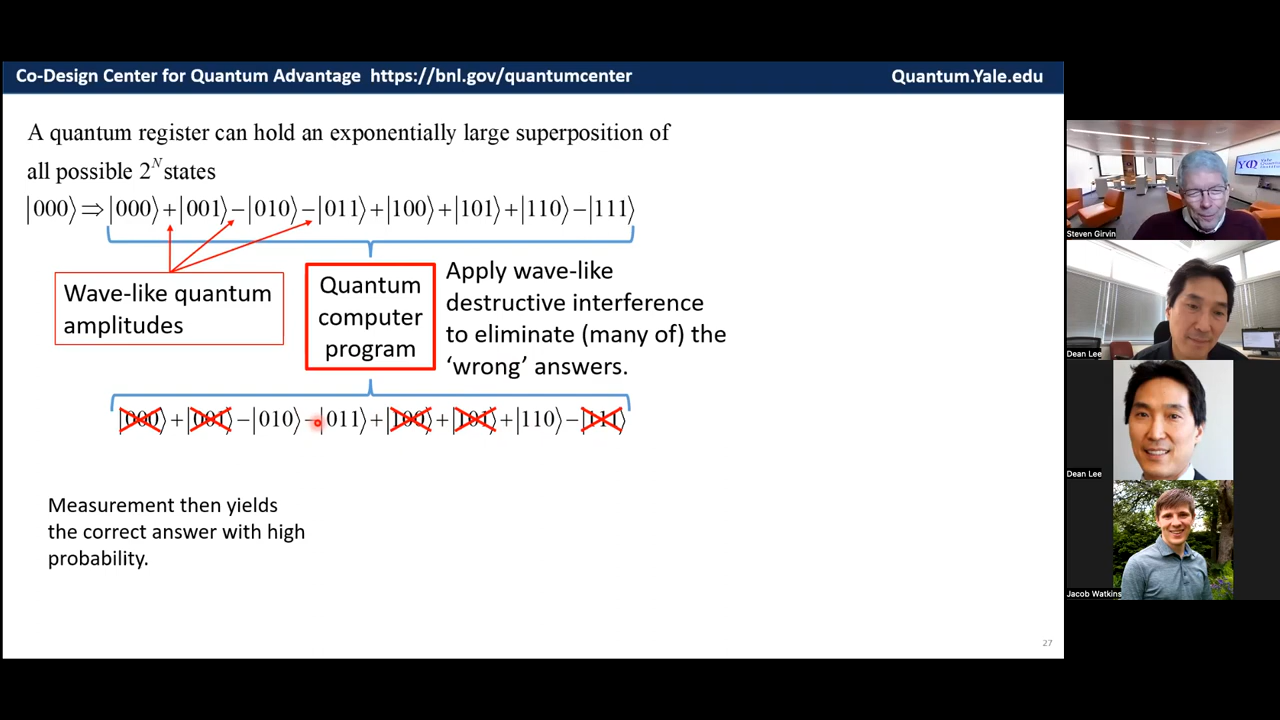 Co-Design Center for Quantum Advantage https://bnl.gov/quantumcenter
Quantum.Yale.edu
A quantum register can hold an exponentially large superposition of
all possible 2^N states
|000⟩ ⇒ |000⟩ + |001⟩ − |010⟩ − |011⟩ + |100⟩ + |101⟩ + |110⟩ − |111⟩
Wave-like quantum
amplitudes
Quantum
computer
program
Apply wave-like
destructive interference
to eliminate (many of) the
‘wrong’ answers.
|000⟩ + |001⟩ − |010⟩ − |011⟩ + |100⟩ + |101⟩ + |110⟩ − |111⟩
Measurement then yields
the correct answer with high
probability.
27
Steven Girvin
Dean Lee
Dean Lee
Jacob Watkins